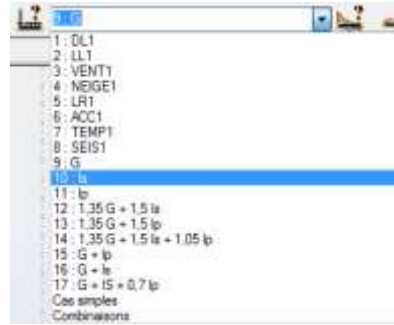 9 : G
1 : DL1
2 : LL1
3 : VENT1
4 : NEIGE1
5 : LR1
6 : ACC1
7 : TEMP1
8 : SEIS1
9 : G
10 : Is
11 : Ip
12 : 1,35 G + 1,5 Is
13 : 1,35 G + 1.5 Ip
14 : 1,35 G + 1.5 Is + 1,05 Ip
15 : G + Ip
16 : G + Is
17 : G + IS + 0,7 Ip
Cas simples
Combinaisons